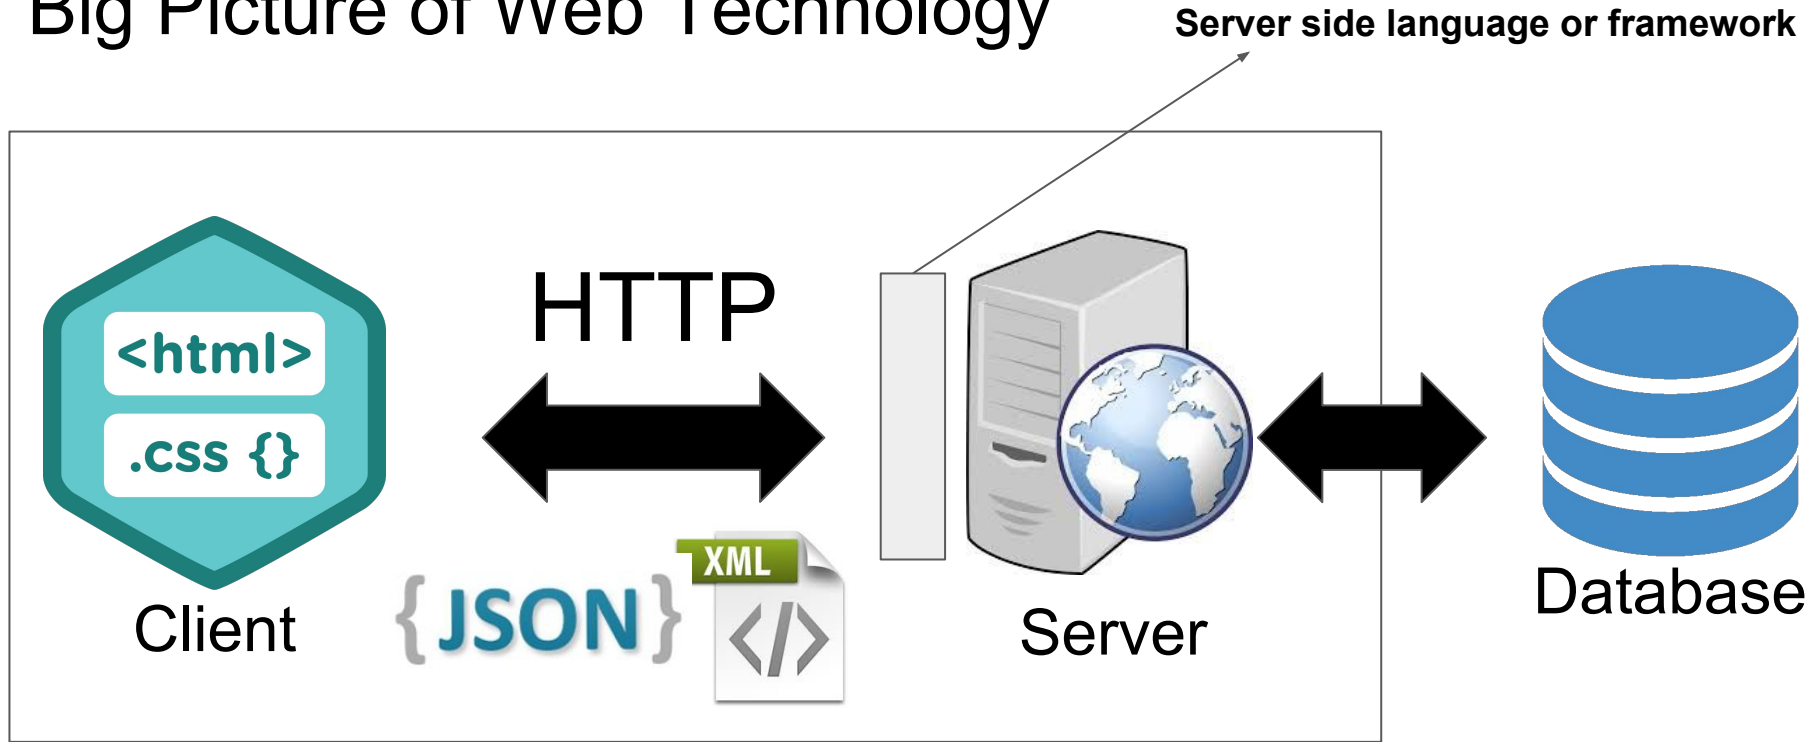 Big Picture of Web Technology
Server side language or framework
<html>
.css {}
HTTP
{JSON}
XML
</>
Client
Server
Database